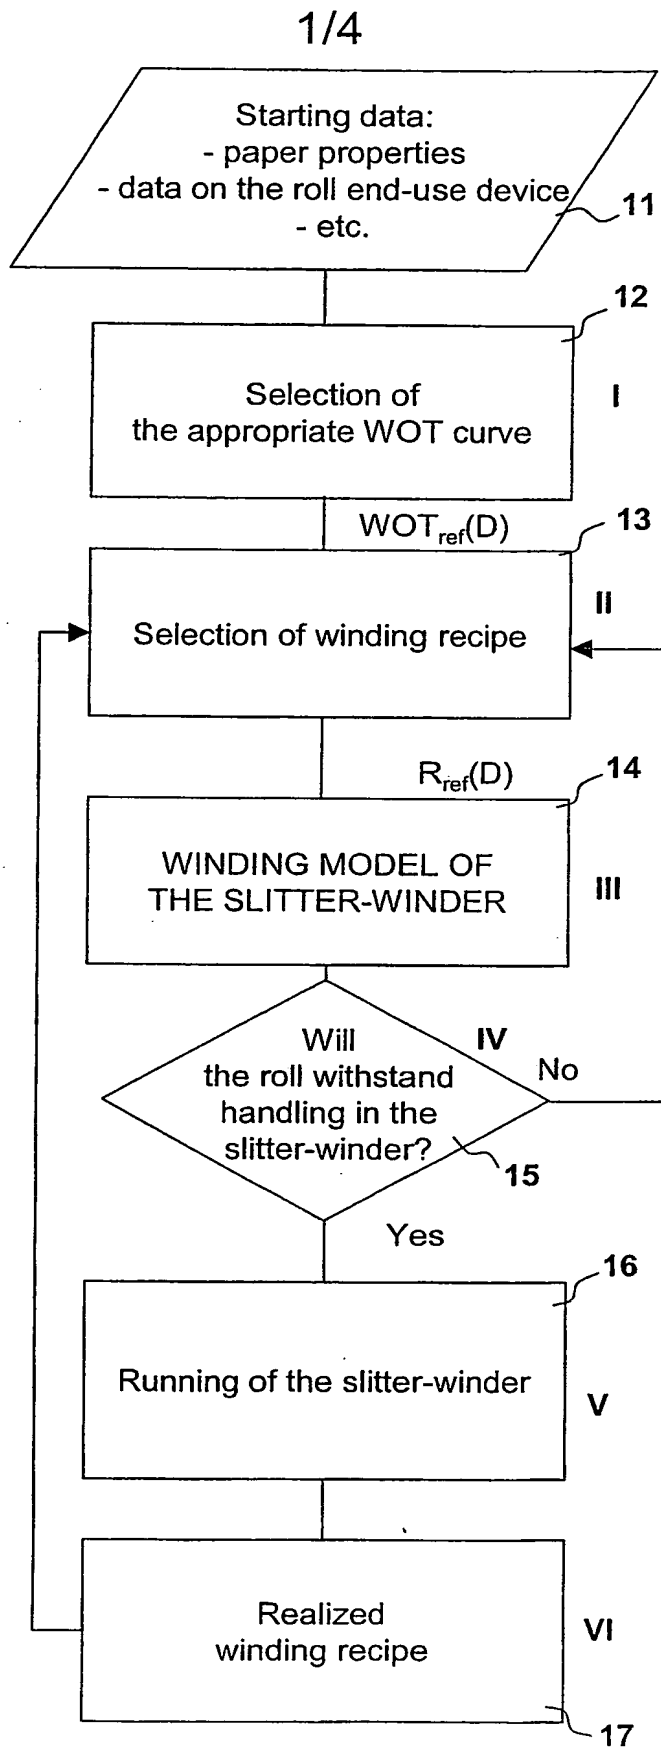 1/4
Starting data:
- paper properties
- data on the roll end-use device
- etc.
11
12
Selection of
the appropriate WOT curve
I
WOTref(D)
13
Selection of winding recipe
II
Rref(D)
14
WINDING MODEL OF
THE SLITTER-WINDER
III
Will
the roll withstand
handling in the
slitter-winder?
IV
No
15
Yes
16
Running of the slitter-winder
V
Realized
winding recipe
VI
17